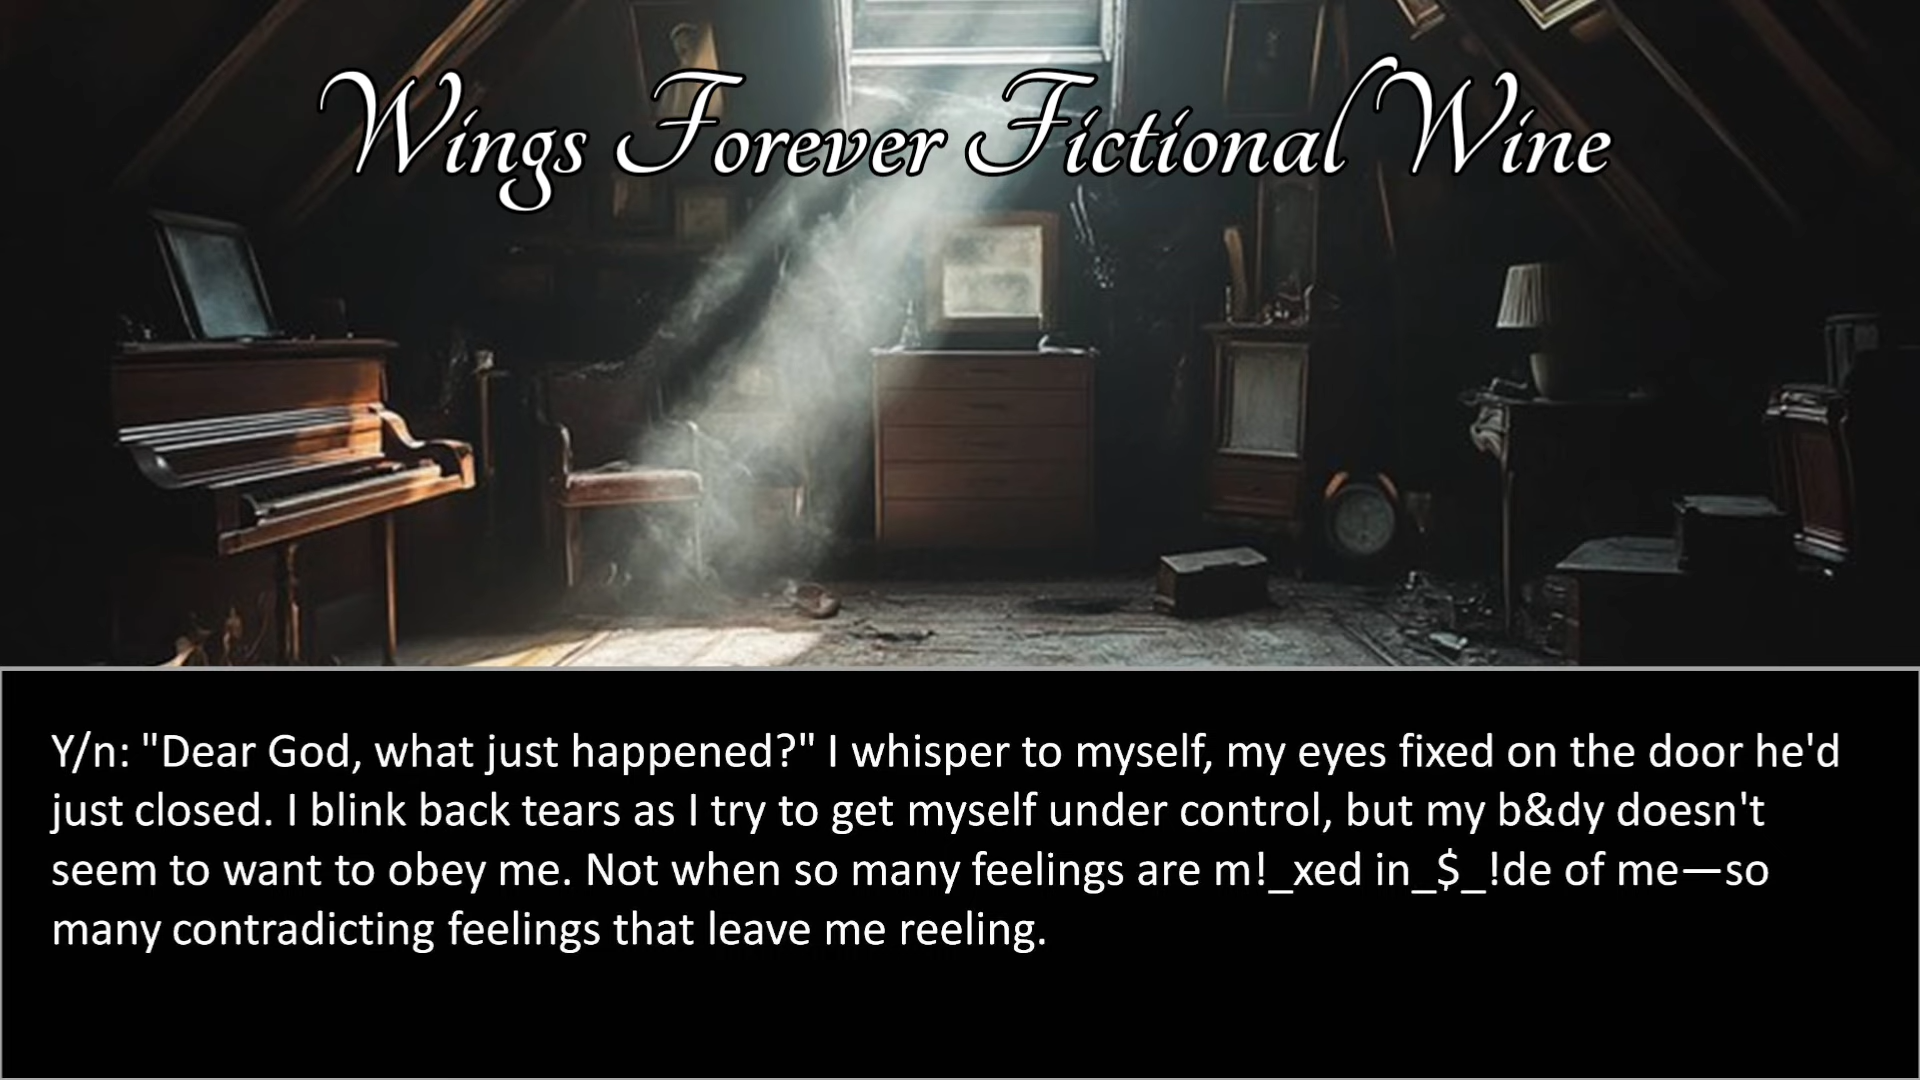 Wings Forever Fictional Wine
Y/n: "Dear God, what just happened?" I whisper to myself, my eyes fixed on the door he'd
just closed. I blink back tears as I try to get myself under control, but my b&dy doesn't
seem to want to obey me. Not when so many feelings are m!_xed in_$_!de of me—so
many contradicting feelings that leave me reeling.